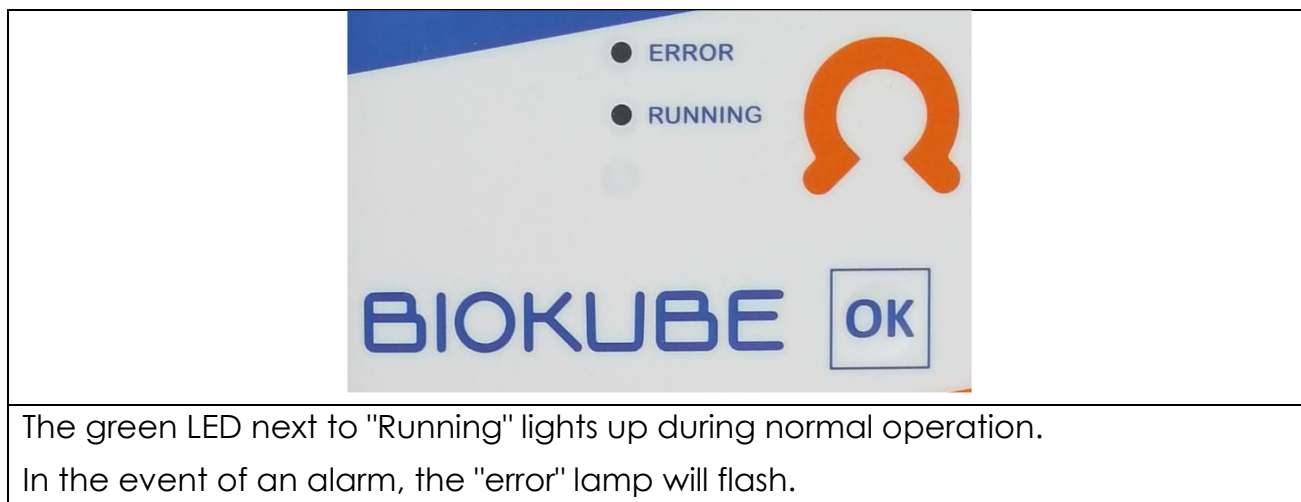 ERROR
RUNNING
BIOKUBE OK
The green LED next to "Running" lights up during normal operation.
In the event of an alarm, the "error" lamp will flash.